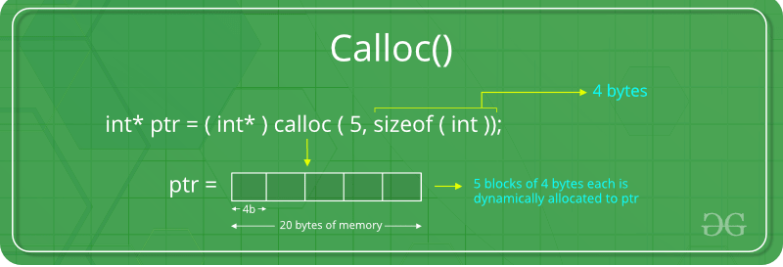 Calloc()
4 bytes
int* ptr = ( int* ) calloc ( 5, sizeof ( int ));
ptr =
5 blocks of 4 bytes each is
dynamically allocated to ptr
4b
20 bytes of memory
GG